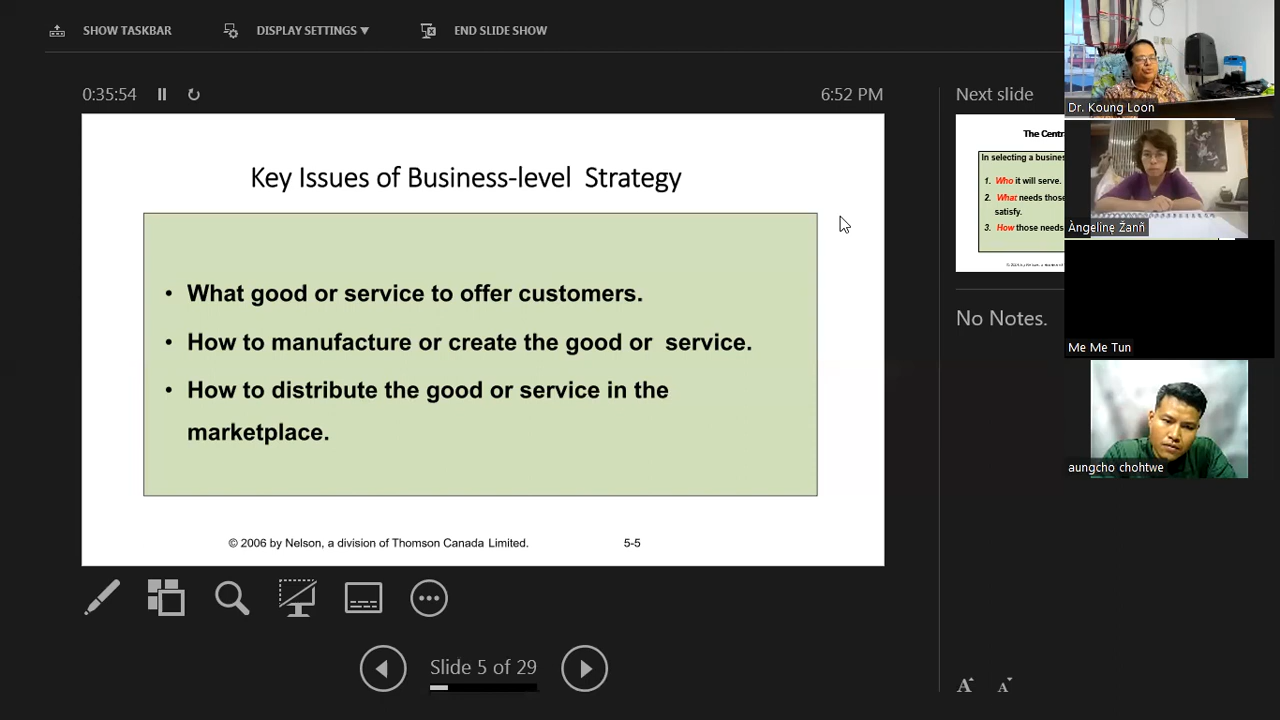 SHOW TASKBAR
DISPLAY SETTINGS ▼
END SLIDE SHOW
0:35:54
6:52 PM
Key Issues of Business-level Strategy
• What good or service to offer customers.
• How to manufacture or create the good or service.
• How to distribute the good or service in the
marketplace.
© 2006 by Nelson, a division of Thomson Canada Limited.
5-5
Slide 5 of 29
Next slide
The Centr
In selecting a busines
1. Who it will serve.
2. What needs those
satisfy.
3. How those needs
No Notes.
A A
Dr. Koung Loon
Àngelinę Žanñ
Me Me Tun
aungcho chohtwe